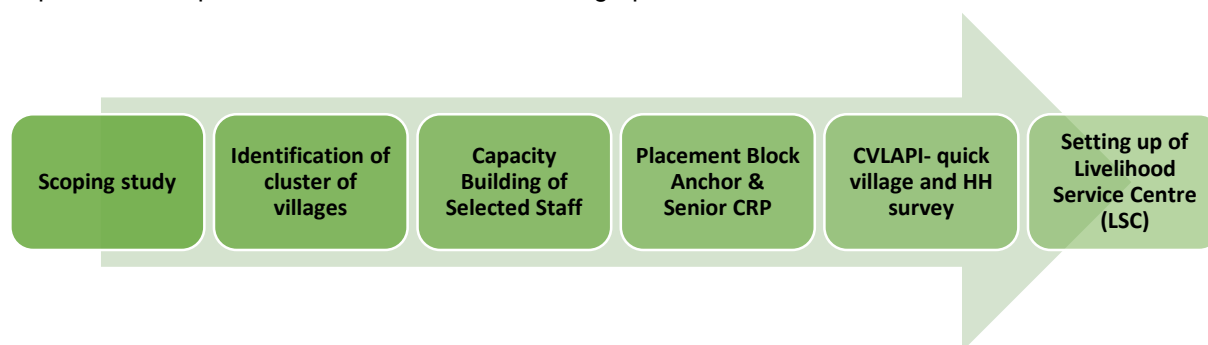 Scoping study
Identification of
cluster of
villages
Capacity
Building of
Selected Staff
Placement Block
Anchor &
Senior CRP
CVLAPI- quick
village and HH
survey
Setting up of
Livelihood
Service Centre
(LSC)